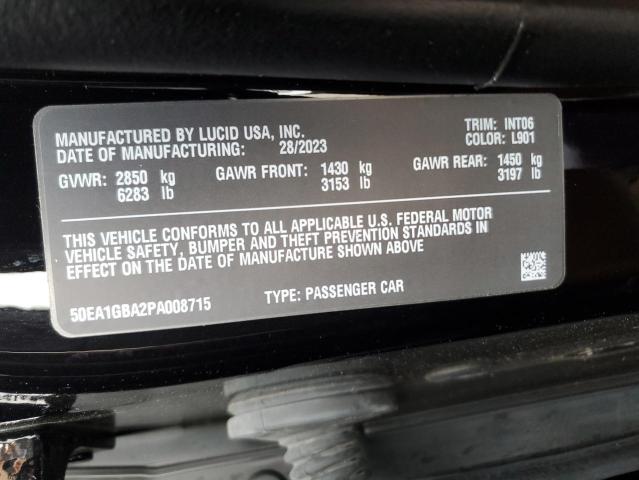 MANUFACTURED BY LUCID USA, INC. TRIM: INT06
DATE OF MANUFACTURING: 28/2023 COLOR: L901
GVWR: 2850 kg GAWR FRONT: 1430 kg GAWR REAR: 1450 kg
6283 lb 3153 lb 3197 lb
THIS VEHICLE CONFORMS TO ALL APPLICABLE U.S. FEDERAL MOTOR
VEHICLE SAFETY, BUMPER AND THEFT PREVENTION STANDARDS IN
EFFECT ON THE DATE OF MANUFACTURE SHOWN ABOVE
50EA1GBA2PA008715 TYPE: PASSENGER CAR